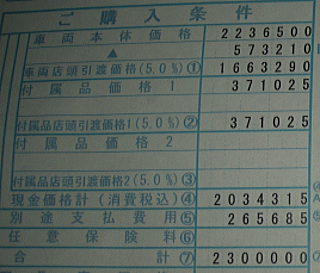 ご購入条件
車両本体価格 2236500
▲ 573210
車両店頭引渡価格(5.0%)① 1663290
付属品価格1 371025
付属品店頭引渡価格1(5.0%)② 371025
付属品価格2
付属品店頭引渡価格2(5.0%)③
現金価格計(消費税込)④ 2034315
別途支払費用⑤ 265685
任意保険料⑥
合計⑦ 2300000